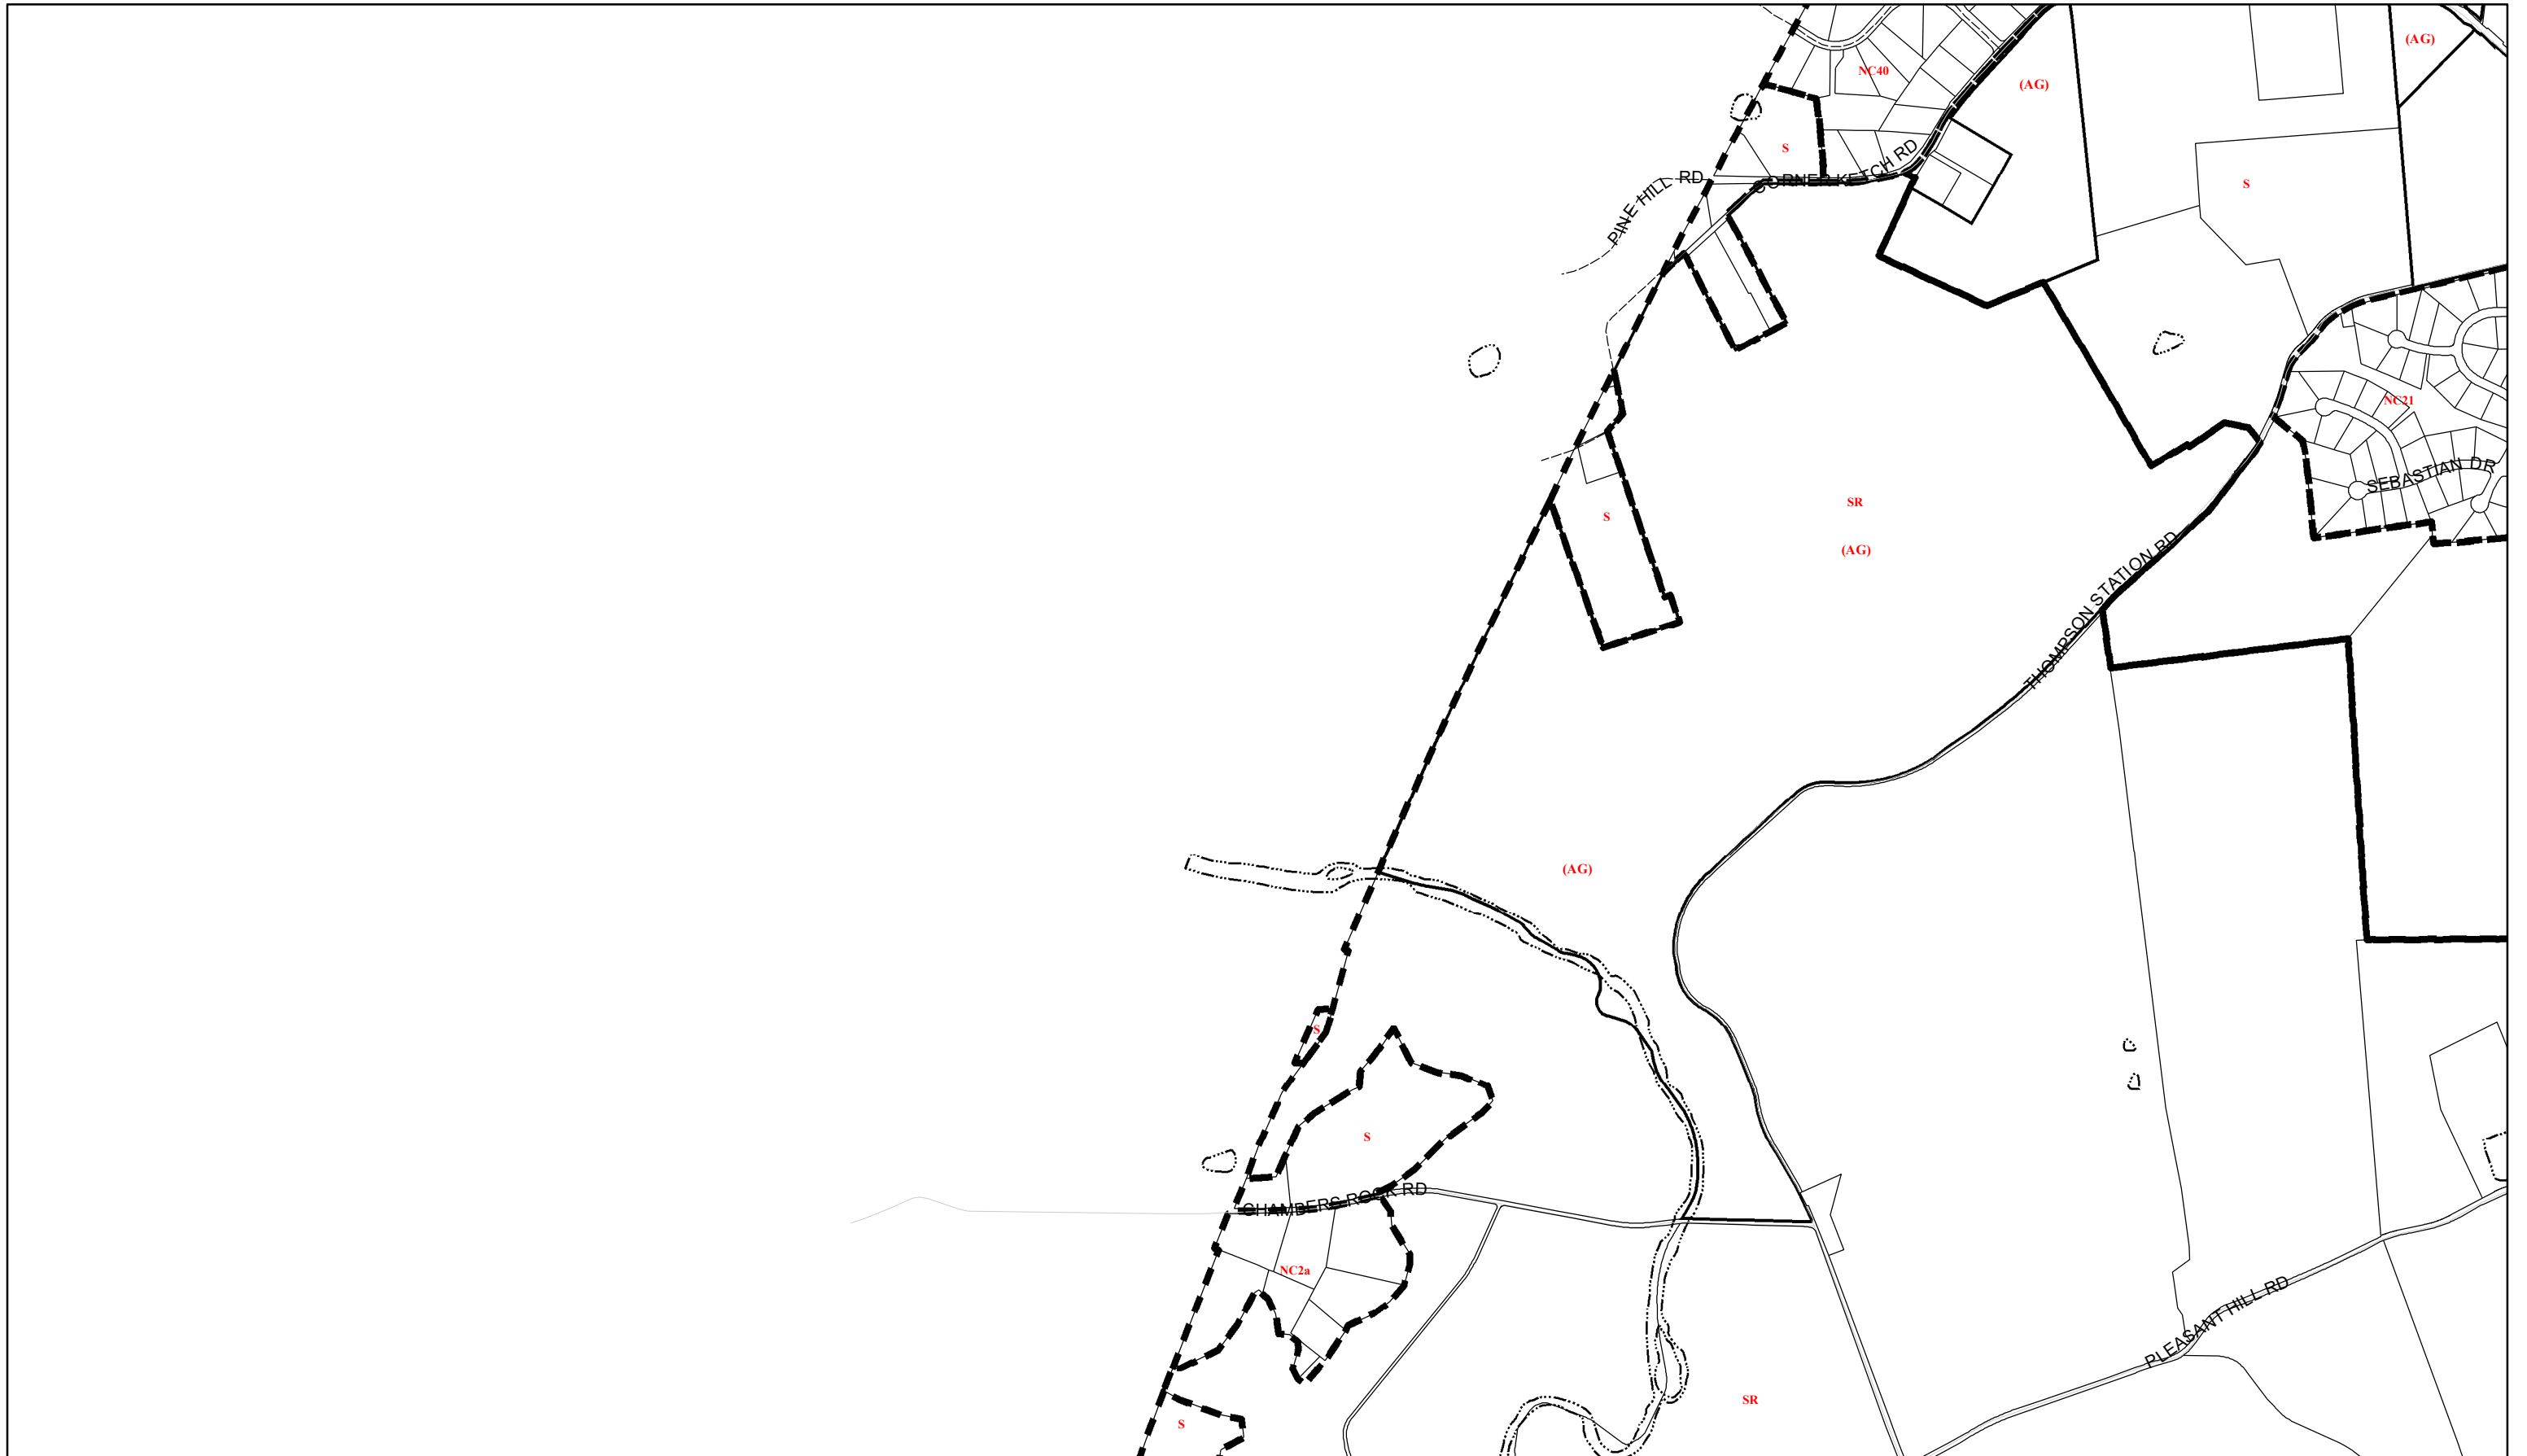 (AG)
NC40
(AG)
S
CORNER KETCH RD
PINE HILL RD
S
NC21
SEBASTIAN DR
SR
S
(AG)
THOMPSON STATION RD
(AG)
S
S
CHAMBERS ROCK RD
NC2a
PLEASANT HILL RD
SR
S